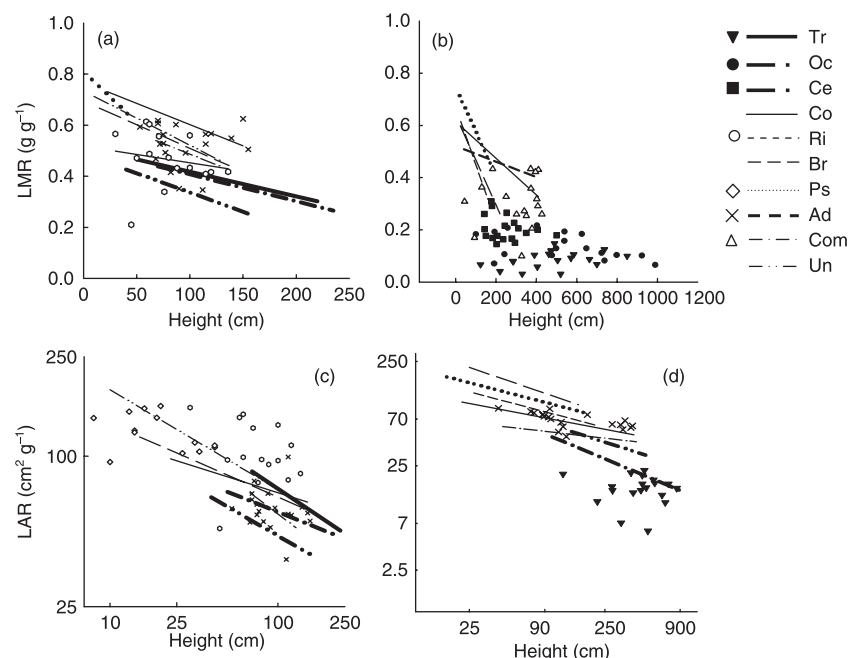 (a)
1.0
0.8
0.6
0.4
0.2
0.0
LMR (g g⁻¹)
0 50 100 150 200 250
Height (cm)
(b)
1.0
0.8
0.6
0.4
0.2
0.0
0 200 400 600 800 1000 1200
Height (cm)
Tr
Oc
Ce
Co
Ri
Br
Ps
Ad
Com
Un
(c)
250
100
25
LAR (cm² g⁻¹)
10 25 100 250
Height (cm)
(d)
250
70
25
7
2.5
25 90 250 900
Height (cm)